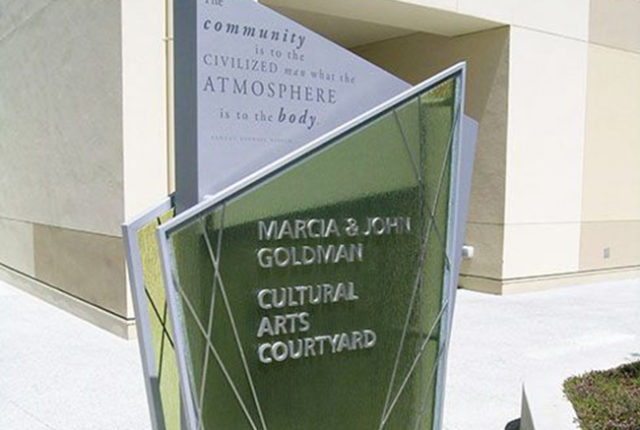 The
community
is to the
CIVILIZED man what the
ATMOSPHERE
is to the body.
MARCIA & JOHN
GOLDMAN
CULTURAL
ARTS
COURTYARD